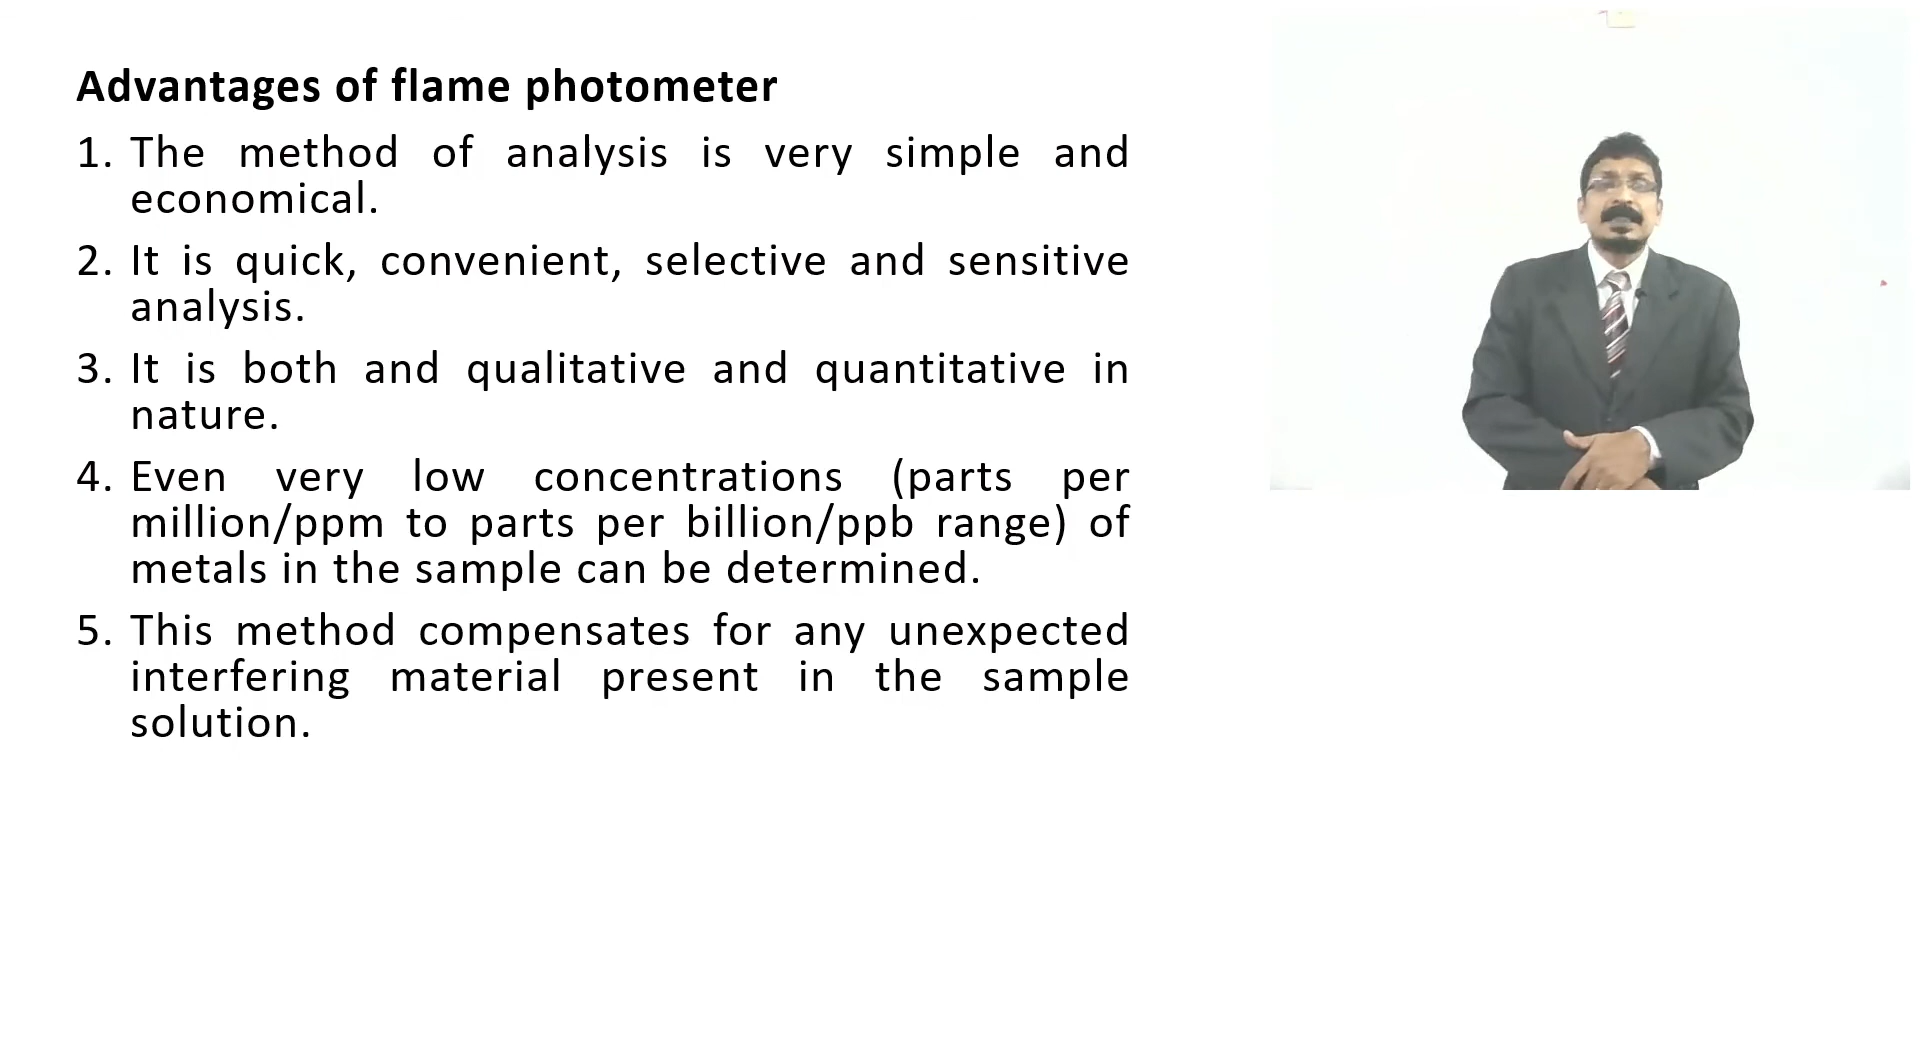 Advantages of flame photometer
1. The method of analysis is very simple and
economical.
2. It is quick, convenient, selective and sensitive
analysis.
3. It is both and qualitative and quantitative in
nature.
4. Even very low concentrations (parts per
million/ppm to parts per billion/ppb range) of
metals in the sample can be determined.
5. This method compensates for any unexpected
interfering material present in the sample
solution.